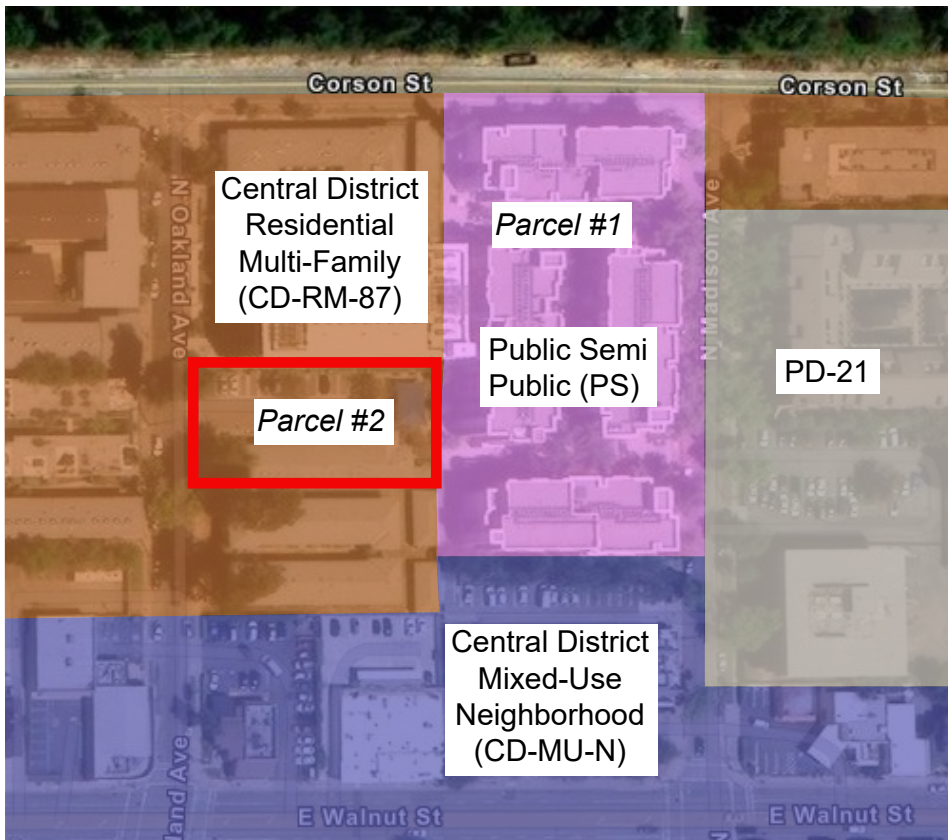 Corson St
Corson St
Central District
Residential
Multi-Family
(CD-RM-87)
Parcel #1
N Oakland Ave
N Madison Ave
Public Semi
Public (PS)
PD-21
Parcel #2
Central District
Mixed-Use
Neighborhood
(CD-MU-N)
land Ave
E Walnut St
E Walnut St
N